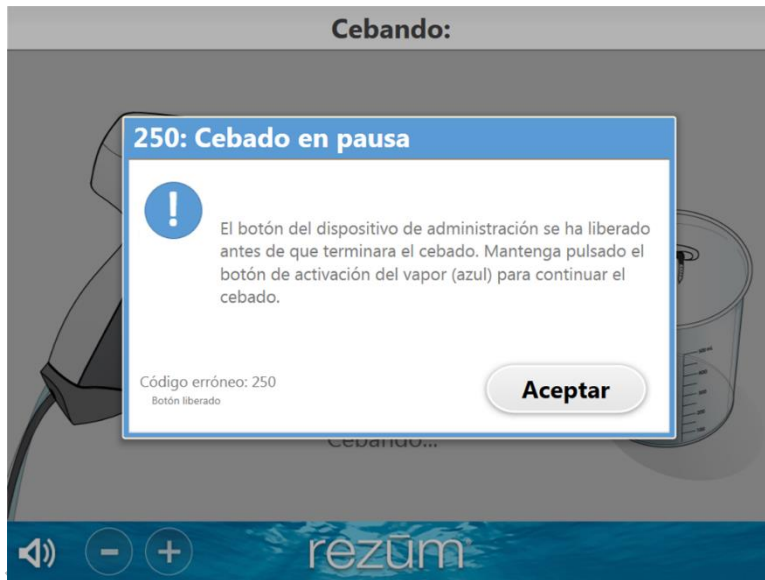 Cebando:
250: Cebado en pausa
El botón del dispositivo de administración se ha liberado
antes de que terminara el cebado. Mantenga pulsado el
botón de activación del vapor (azul) para continuar el
cebado.
Código erróneo: 250
Botón liberado
Aceptar
Cebando...
rezūm